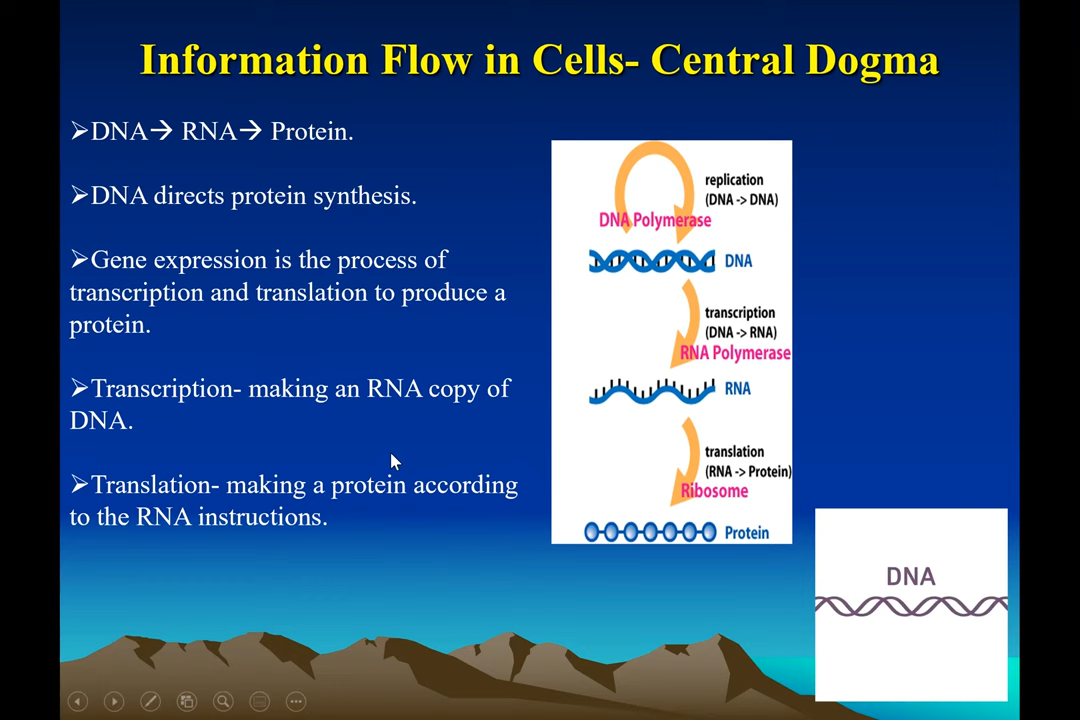 Information Flow in Cells- Central Dogma
➢DNA→ RNA→ Protein.
➢DNA directs protein synthesis.
➢Gene expression is the process of
transcription and translation to produce a
protein.
➢Transcription- making an RNA copy of
DNA.
➢Translation- making a protein according
to the RNA instructions.
replication
(DNA -> DNA)
DNA Polymerase
DNA
transcription
(DNA -> RNA)
RNA Polymerase
RNA
translation
(RNA -> Protein)
Ribosome
Protein
DNA